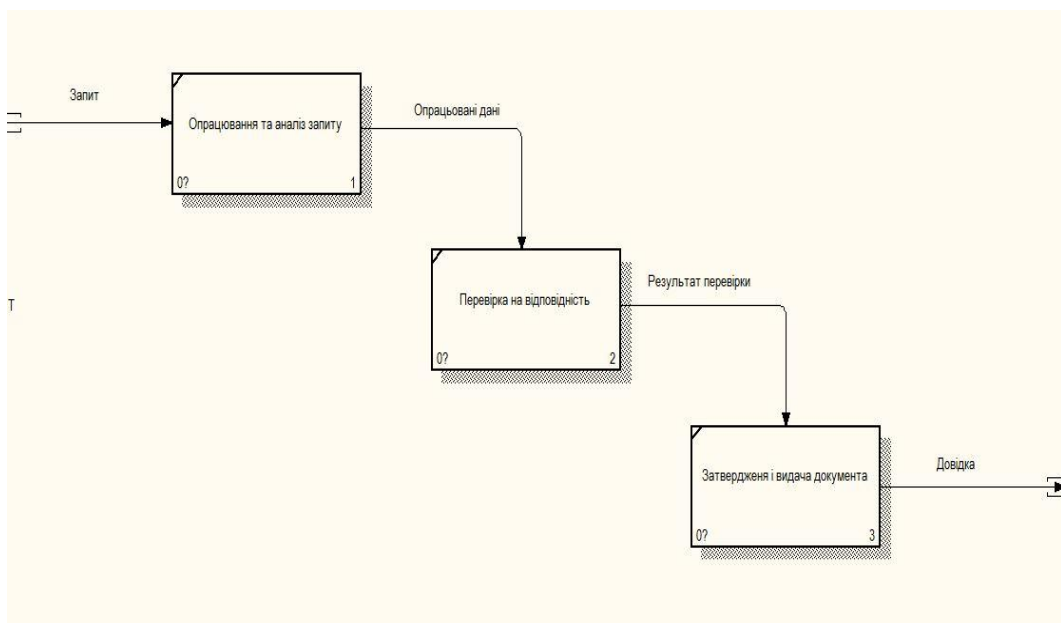 Запит
Опрацювання та аналіз запиту
0?
1
Опрацьовані дані
Перевірка на відповідність
0?
2
Результат перевірки
Т
Затвердженя і видача документа
0?
3
Довідка